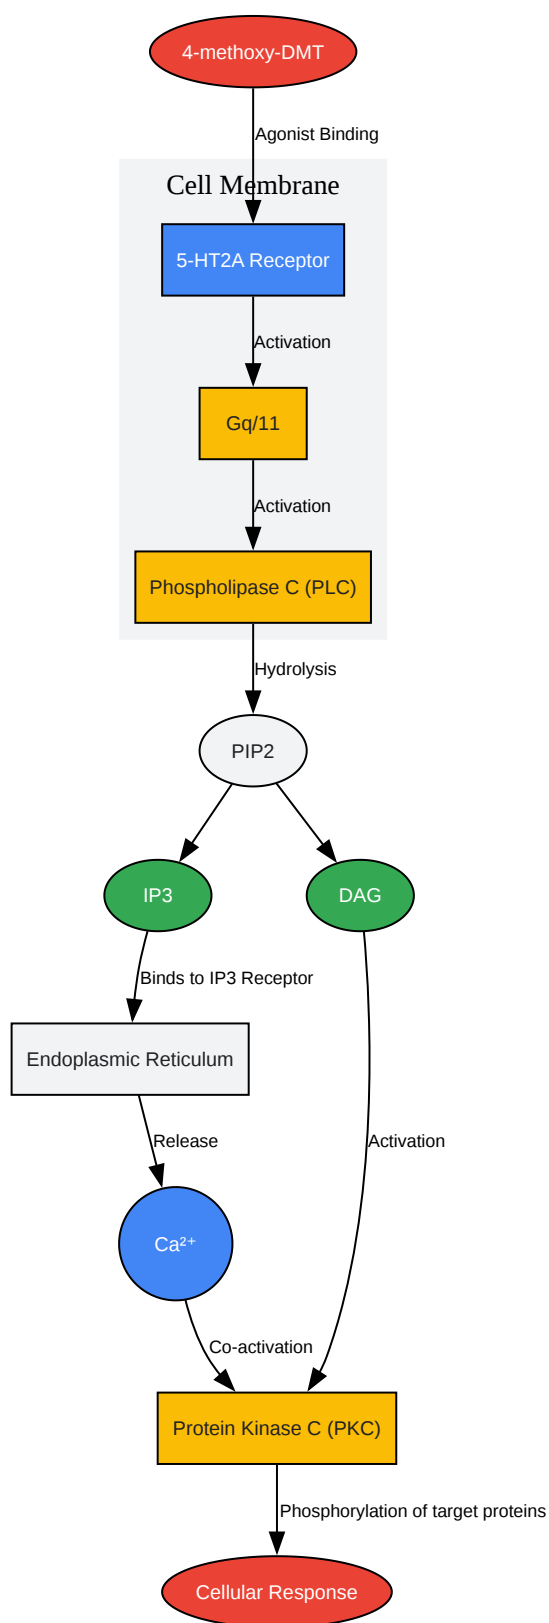 4-methoxy-DMT
Agonist Binding
Cell Membrane
5-HT2A Receptor
Activation
Gq/11
Activation
Phospholipase C (PLC)
Hydrolysis
PIP2
IP3
DAG
Binds to IP3 Receptor
Endoplasmic Reticulum
Release
Activation
Ca²⁺
Co-activation
Protein Kinase C (PKC)
Phosphorylation of target proteins
Cellular Response